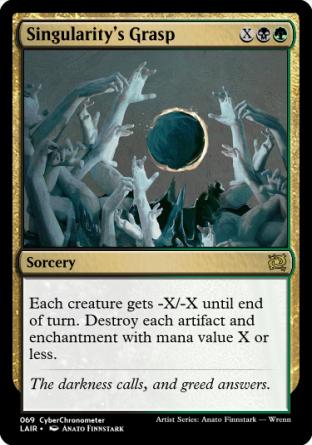 Singularity's Grasp X
Sorcery
Each creature gets -X/-X until end
of turn. Destroy each artifact and
enchantment with mana value X or
less.
The darkness calls, and greed answers.
069 CyberChronometer Artist Series: Anato Finnstark — Wrenn
LAIR • Anato Finnstark